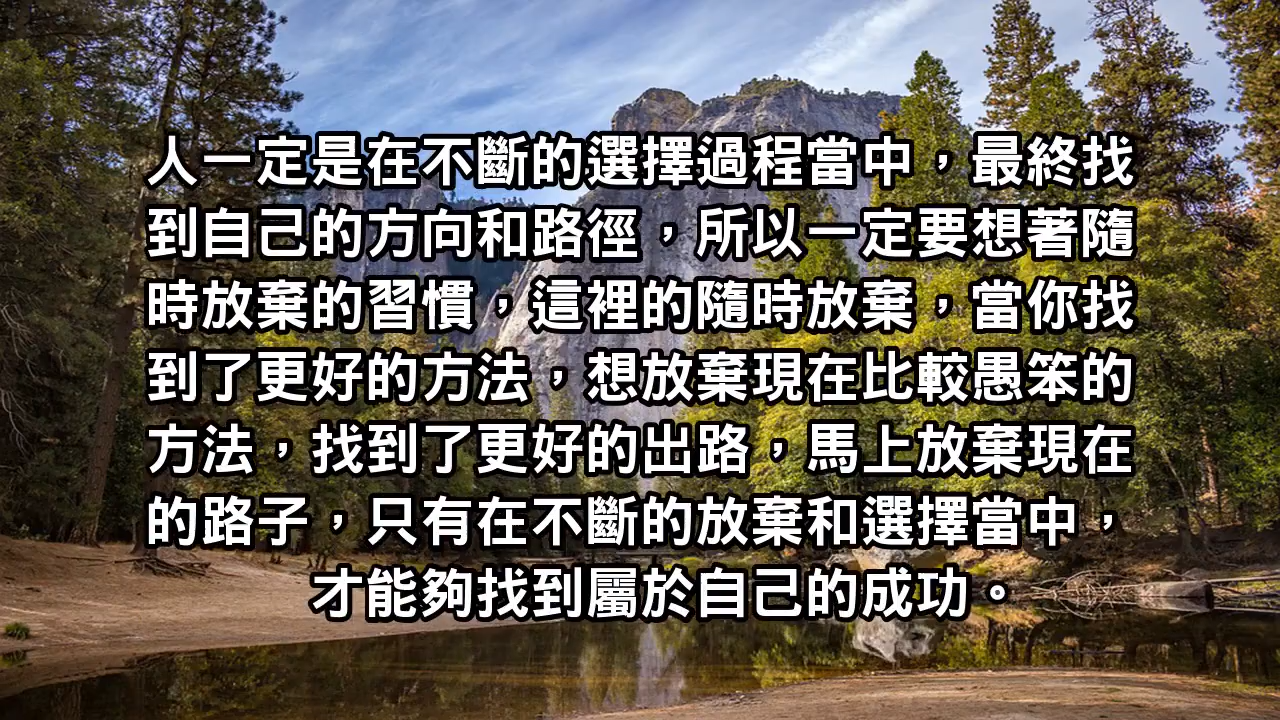 人一定是在不斷的選擇過程當中，最終找
到自己的方向和路徑，所以一定要想著隨
時放棄的習慣，這裡的隨時放棄，當你找
到了更好的方法，想放棄現在比較愚笨的
方法，找到了更好的出路，馬上放棄現在
的路子，只有在不斷的放棄和選擇當中，
才能夠找到屬於自己的成功。